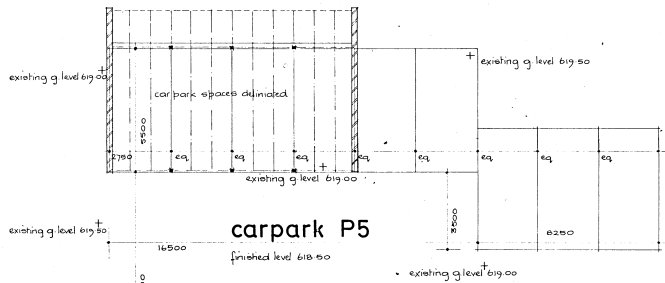 existing g. level 619.50
existing g. level 619.00
car park spaces deliniated
5500
2750 eq eq eq eq eq eq eq eq
existing g. level 619.00
carpark P5
3500
existing g. level 619.50
16500
8250
finished level 618.50
existing g. level 619.00